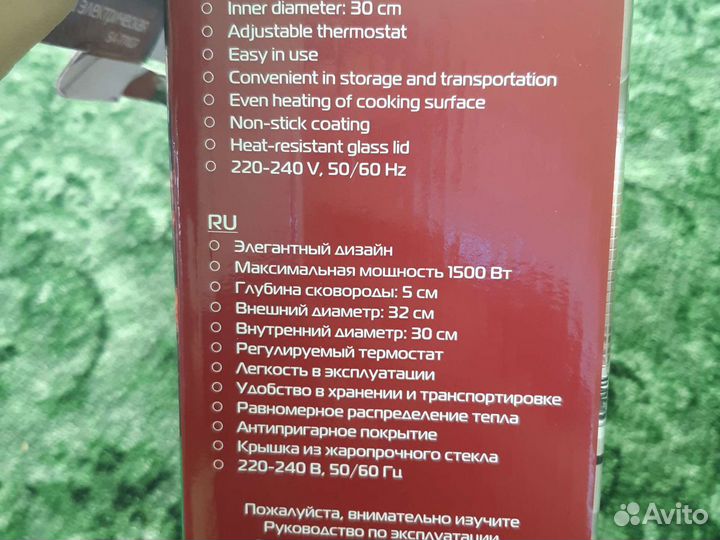 Электрическая
Inner diameter: 30 cm
Adjustable thermostat
Easy in use
Convenient in storage and transportation
Even heating of cooking surface
Non-stick coating
Heat-resistant glass lid
220-240 V, 50/60 Hz
RU
Элегантный дизайн
Максимальная мощность 1500 Вт
Глубина сковороды: 5 см
Внешний диаметр: 32 см
Внутренний диаметр: 30 см
Регулируемый термостат
Легкость в эксплуатации
Удобство в хранении и транспортировке
Равномерное распределение тепла
Антипригарное покрытие
Крышка из жаропрочного стекла
220-240 В, 50/60 Гц
Пожалуйста, внимательно изучите
Руководство по эксплуатации
Avito